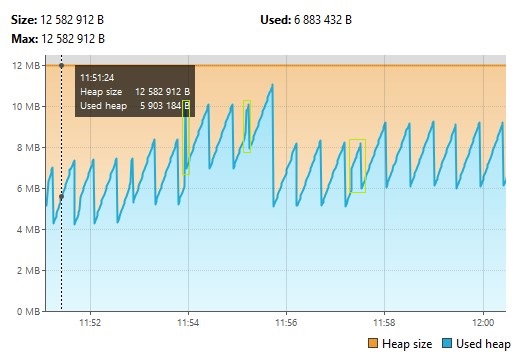 Size: 12 582 912 B Used: 6 883 432 B
Max: 12 582 912 B
12 MB
11:51:24
Heap size 12 582 912 B
Used heap 5 903 184 B
10 MB
8 MB
6 MB
4 MB
2 MB
0 MB
11:52 11:54 11:56 11:58 12:00
Heap size Used heap